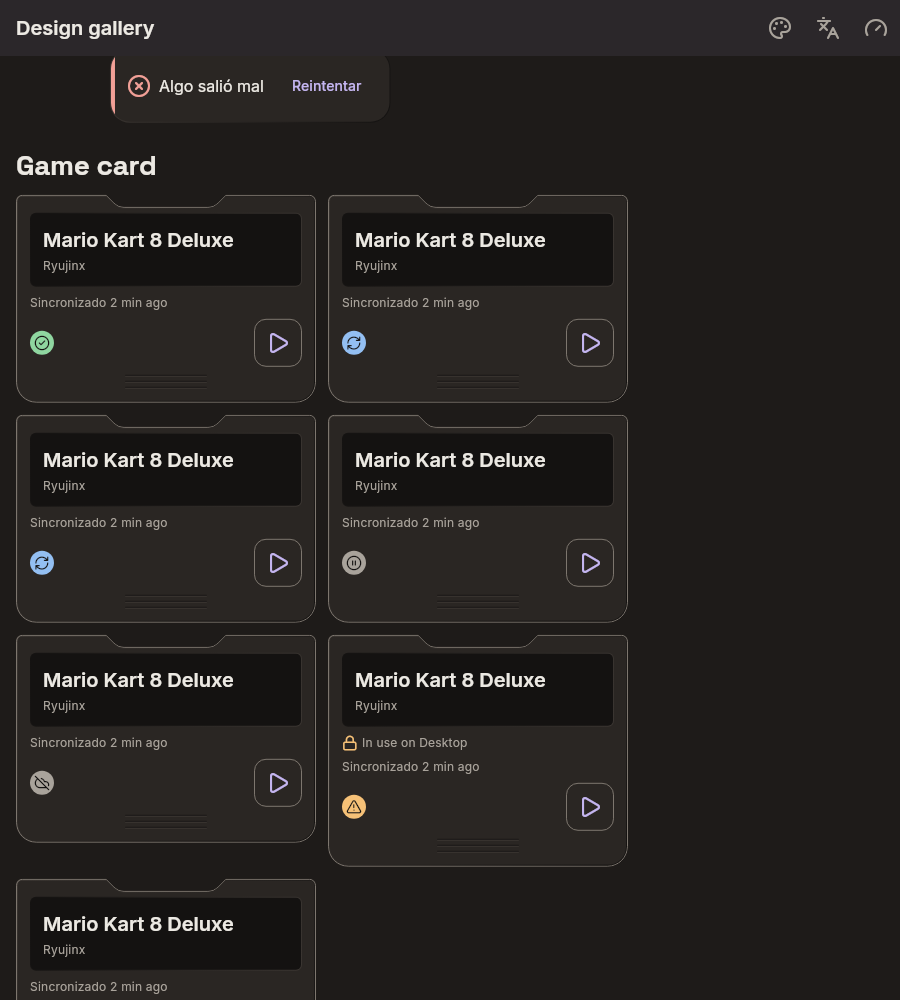 Design gallery
Algo salió mal
Reintentar
Game card
Mario Kart 8 Deluxe
Ryujinx
Sincronizado 2 min ago
Mario Kart 8 Deluxe
Ryujinx
Sincronizado 2 min ago
Mario Kart 8 Deluxe
Ryujinx
Sincronizado 2 min ago
Mario Kart 8 Deluxe
Ryujinx
Sincronizado 2 min ago
Mario Kart 8 Deluxe
Ryujinx
Sincronizado 2 min ago
Mario Kart 8 Deluxe
Ryujinx
In use on Desktop
Sincronizado 2 min ago
Mario Kart 8 Deluxe
Ryujinx
Sincronizado 2 min ago